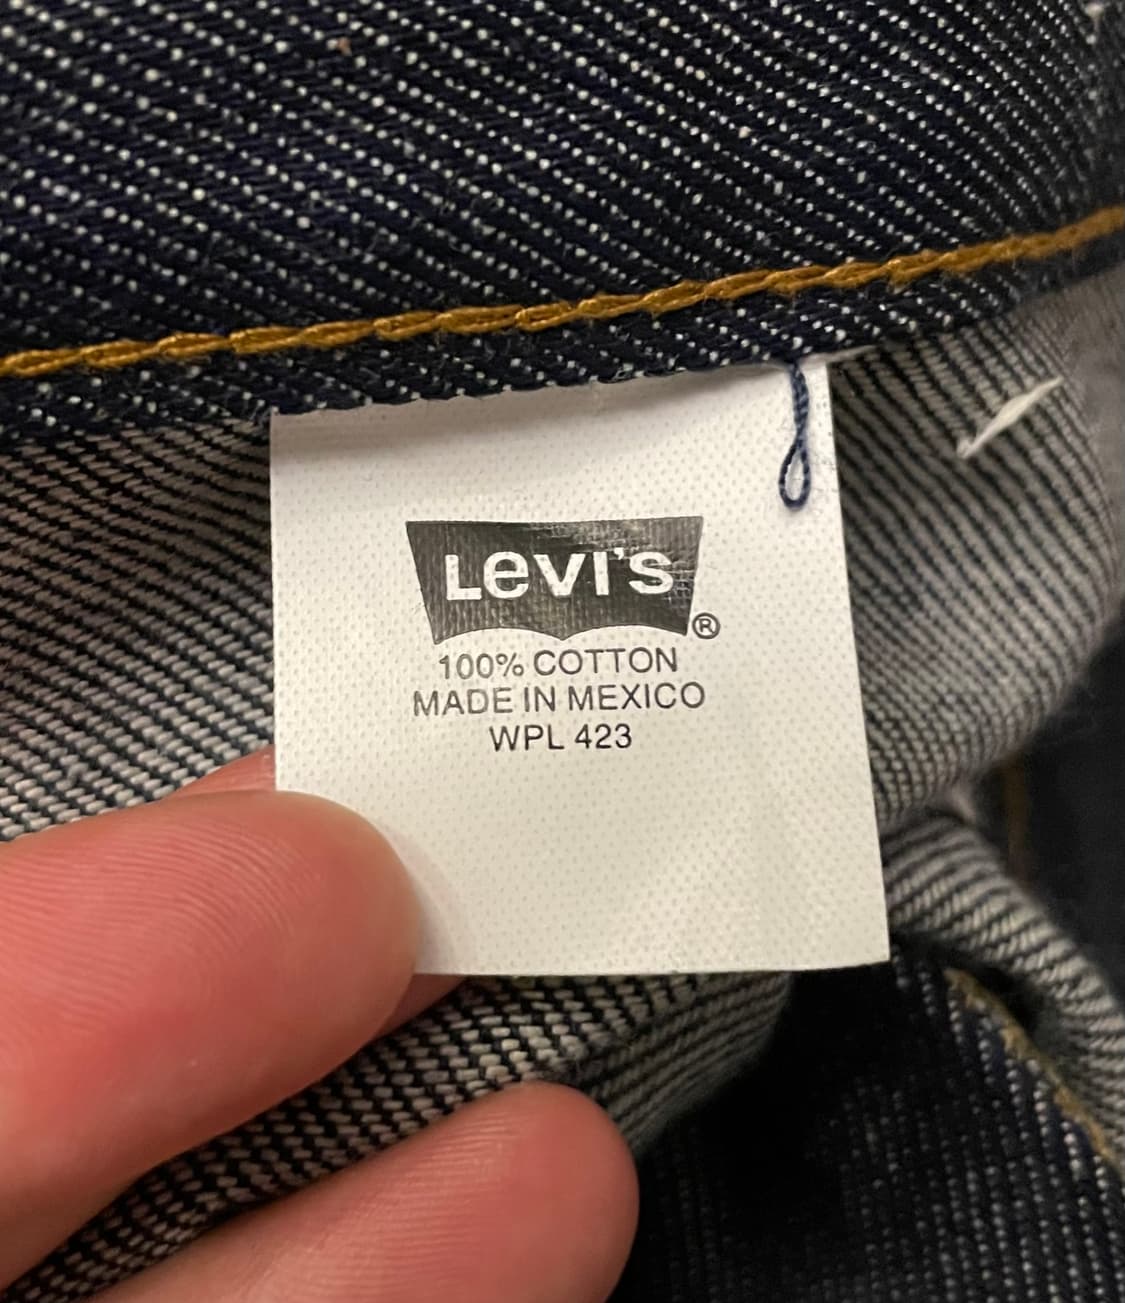 Levi's
®
100% COTTON
MADE IN MEXICO
WPL 423